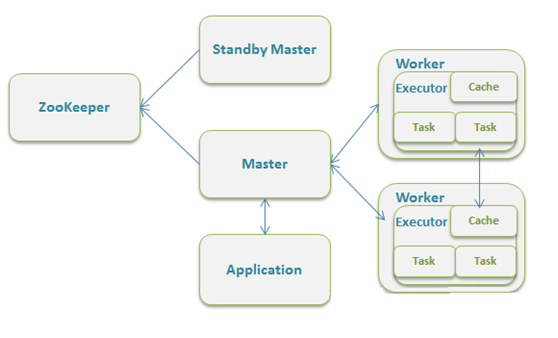 Standby Master
ZooKeeper
Master
Application
Worker
Executor
Cache
Task
Task
Worker
Executor
Cache
Task
Task